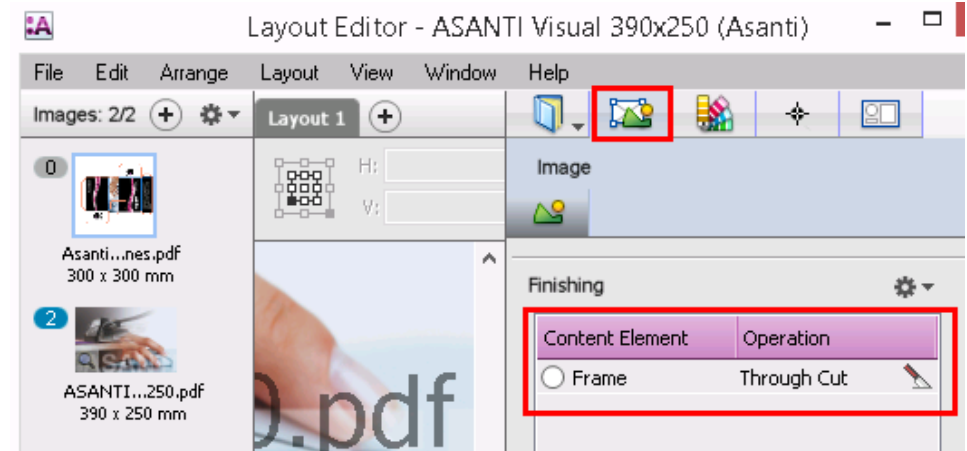 :A Layout Editor - ASANTI Visual 390x250 (Asanti)
File Edit Arrange Layout View Window Help
Images: 2/2
Layout 1
H:
V:
Image
0
Asanti...nes.pdf
300 x 300 mm
2
ASANTI...250.pdf
390 x 250 mm
0.pdf
Finishing
Content Element Operation
Frame Through Cut